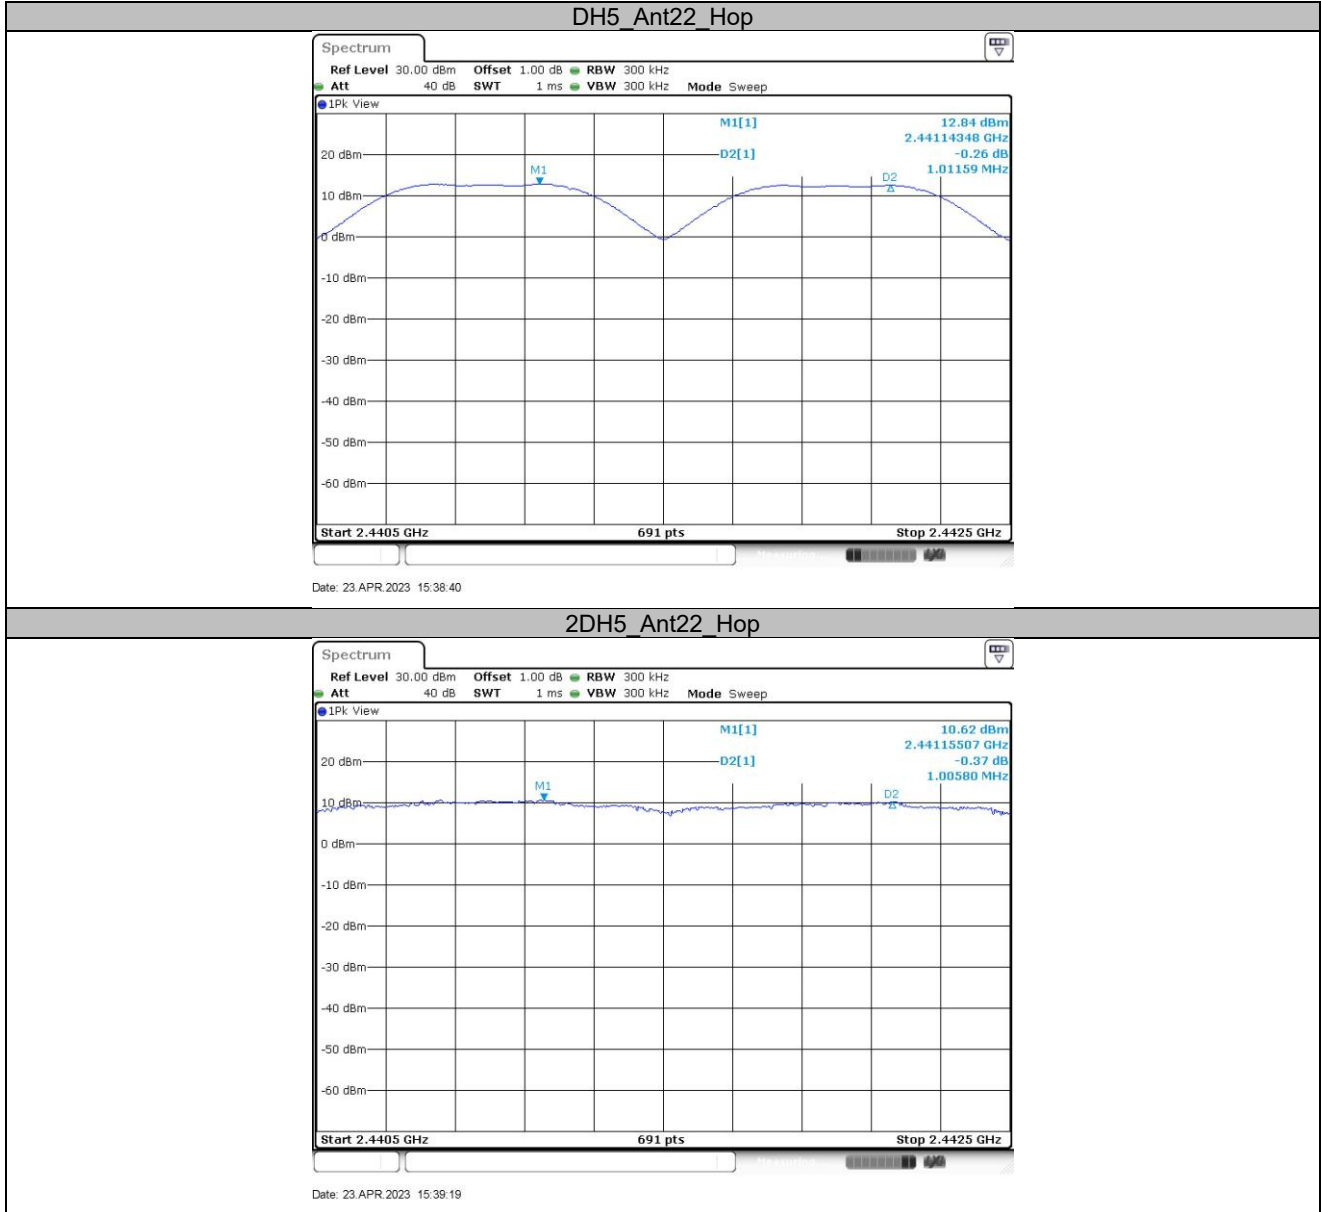 DH5_Ant22_Hop
Spectrum
Ref Level 30.00 dBm Offset 1.00 dB RBW 300 kHz
Att 40 dB SWT 1 ms VBW 300 kHz Mode Sweep
1Pk View
M1[1] 12.84 dBm
2.44114348 GHz
20 dBm D2[1] -0.26 dB
1.01159 MHz
M1
D2
10 dBm
0 dBm
-10 dBm
-20 dBm
-30 dBm
-40 dBm
-50 dBm
-60 dBm
Start 2.4405 GHz 691 pts Stop 2.4425 GHz
Measuring...
Date: 23.APR.2023 15:38:40
2DH5_Ant22_Hop
Spectrum
Ref Level 30.00 dBm Offset 1.00 dB RBW 300 kHz
Att 40 dB SWT 1 ms VBW 300 kHz Mode Sweep
1Pk View
M1[1] 10.62 dBm
2.44115507 GHz
20 dBm D2[1] -0.37 dB
1.00580 MHz
M1
D2
10 dBm
0 dBm
-10 dBm
-20 dBm
-30 dBm
-40 dBm
-50 dBm
-60 dBm
Start 2.4405 GHz 691 pts Stop 2.4425 GHz
Measuring...
Date: 23.APR.2023 15:39:19